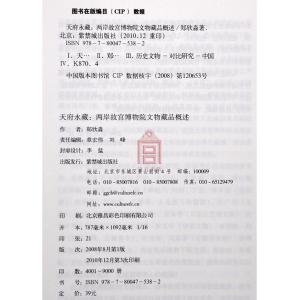 图书在版编目（CIP）数据
天府永藏：两岸故宫博物院文物藏品概述／郑欣淼著.
北京：紫禁城出版社（2010.12 重印）
ISBN 978－7－80047－538－2
Ⅰ.天… Ⅱ.郑… Ⅲ.历史文物－对比研究－中国
Ⅳ.K870.4
中国版本图书馆 CIP 数据核字（2008）第120653号
天府永藏：两岸故宫博物院文物藏品概述
作 者：郑欣淼
责任编辑：章宏伟 刘 峰
封面设计：李 猛
出版发行：紫禁城出版社
地址：北京东城区景山前街4号 邮编：100009
电话：010－85007816 010－85007808 传真：010－65129479
网址：www.culturefc.cn
邮箱：ggcb@culturefc.cn
印 刷：北京雅昌彩色印刷有限公司
开 本：787毫米×1092毫米 1/16
印 张：21
版 次：2008年8月第1版
2010年12月第3次印刷
印 数：4001～9000 册
书 号：ISBN 978－7－80047－538－2
定 价：39元